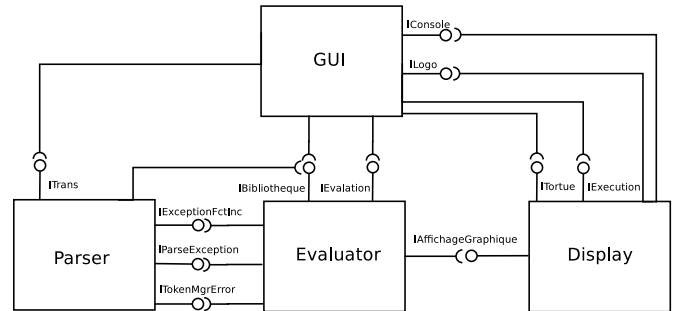 IConsole
GUI
ILogo
ITrans
IBibliotheque
IEvalation
ITortue
IExecution
IExceptionFctInc
IParseException
ITokenMgrError
Parser
Evaluator
IAffichageGraphique
Display